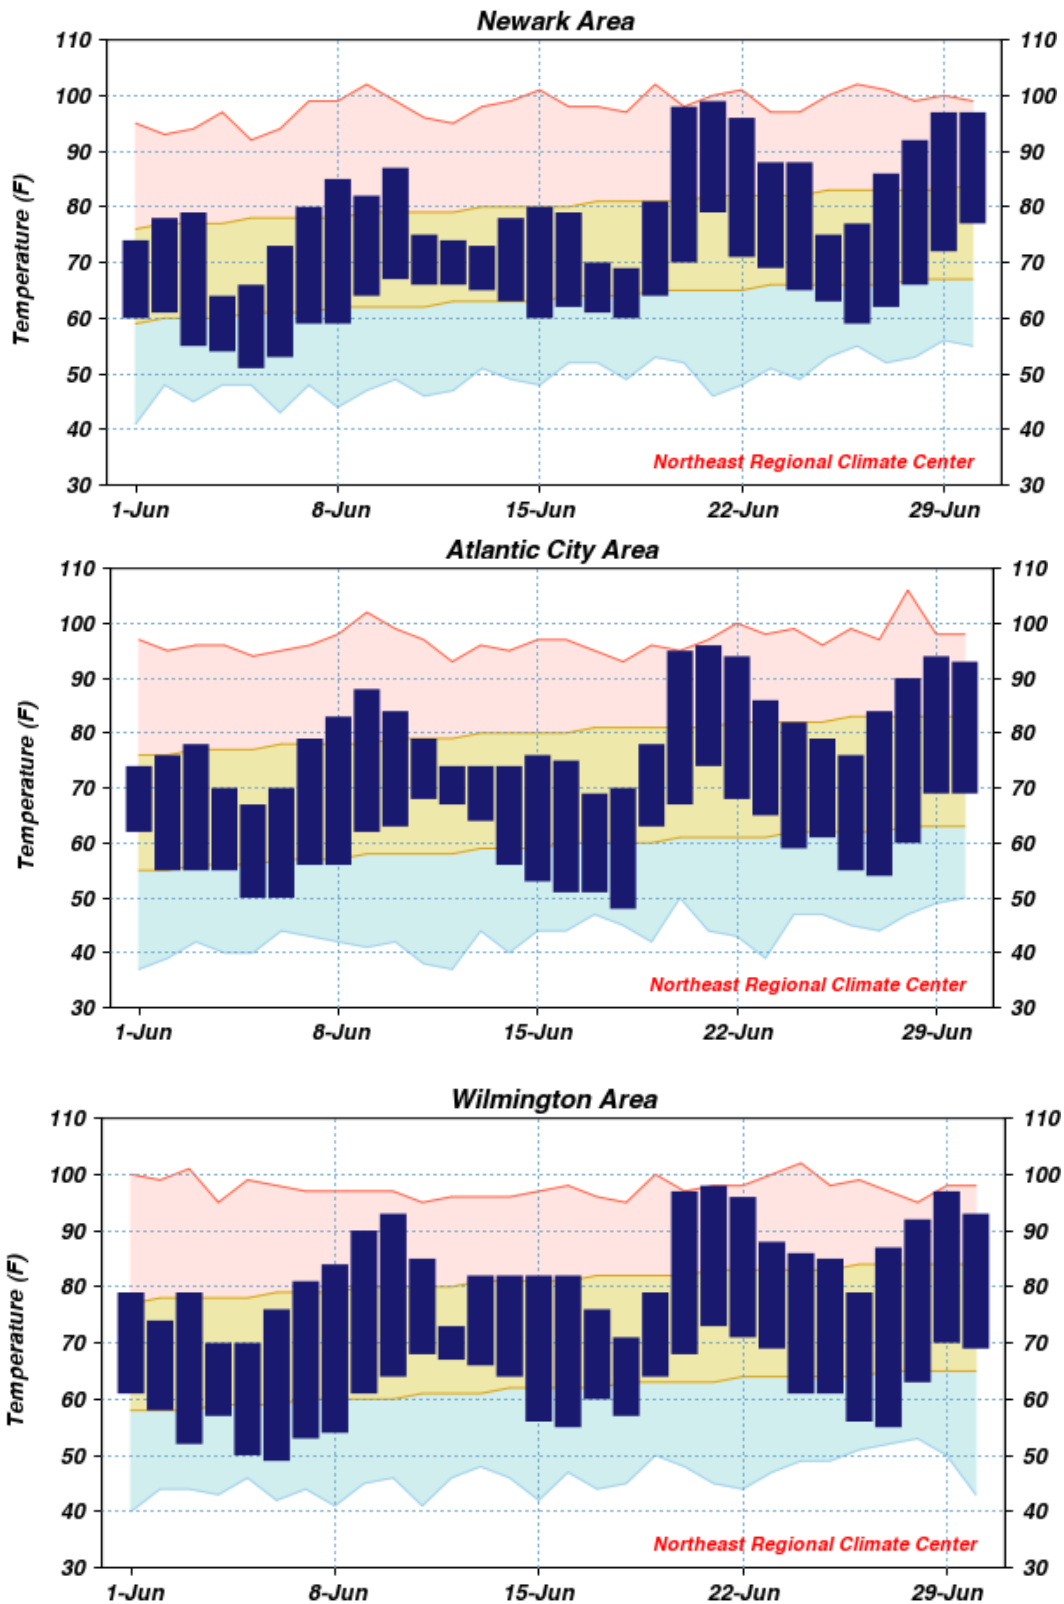 Newark Area
110 110
100 100
90 90
80 80
70 70
60 60
50 50
40 40
30 30
Temperature (F)
Northeast Regional Climate Center
1-Jun 8-Jun 15-Jun 22-Jun 29-Jun
Atlantic City Area
110 110
100 100
90 90
80 80
70 70
60 60
50 50
40 40
30 30
Temperature (F)
Northeast Regional Climate Center
1-Jun 8-Jun 15-Jun 22-Jun 29-Jun
Wilmington Area
110 110
100 100
90 90
80 80
70 70
60 60
50 50
40 40
30 30
Temperature (F)
Northeast Regional Climate Center
1-Jun 8-Jun 15-Jun 22-Jun 29-Jun